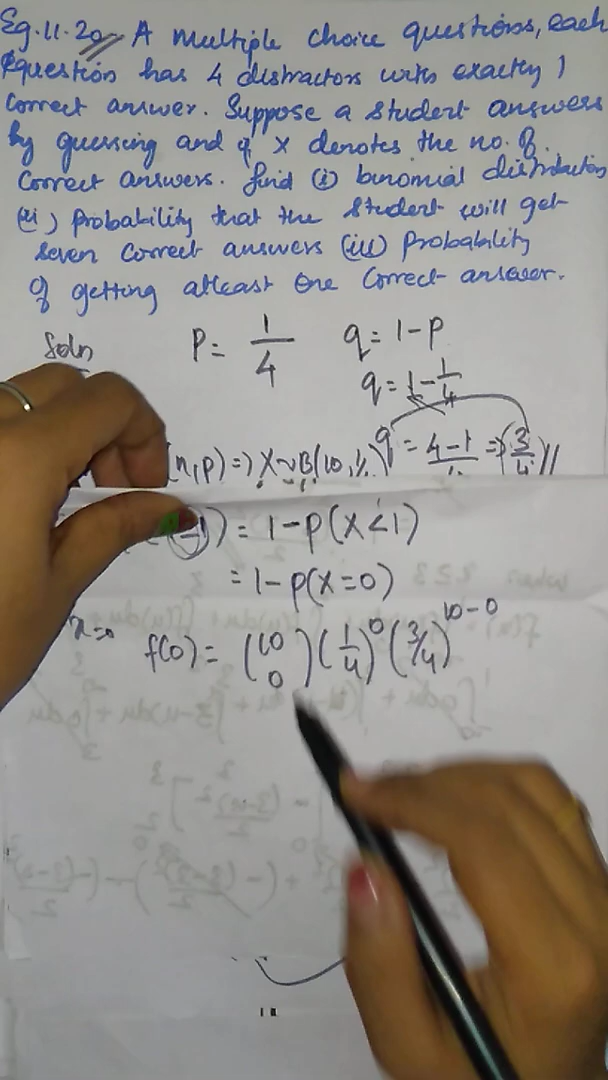 Eg.11.20 A Multiple choice questions, each
question has 4 distractors with exactly 1
correct answer. Suppose a student answers
by guessing and if X denotes the no. of
correct answers. find (i) binomial distribution
(ii) Probability that the student will get
seven correct answers (iii) Probability
of getting atleast one correct answer.
Soln P = 1/4 q = 1-P
q = 1-1/4
(n,p) => X~B(10,1/4) q = 4-1/4 => (3/4)//
= 1-P(X<1)
= 1-P(X=0)
x=0 f(0) = (10 0) (1/4)^0 (3/4)^10-0